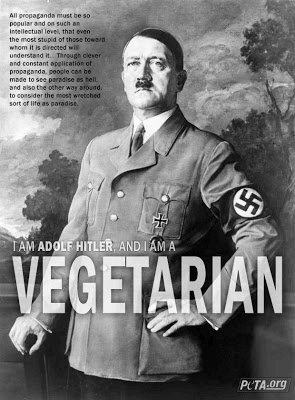 All propaganda must be so
popular and on such an
intellectual level, that even
the most stupid of those toward
whom it is directed will
understand it... Through clever
and constant application of
propaganda, people can be
made to see paradise as hell,
and also the other way around,
to consider the most wretched
sort of life as paradise.
I AM ADOLF HITLER, AND I AM A
VEGETARIAN
PeTA.org